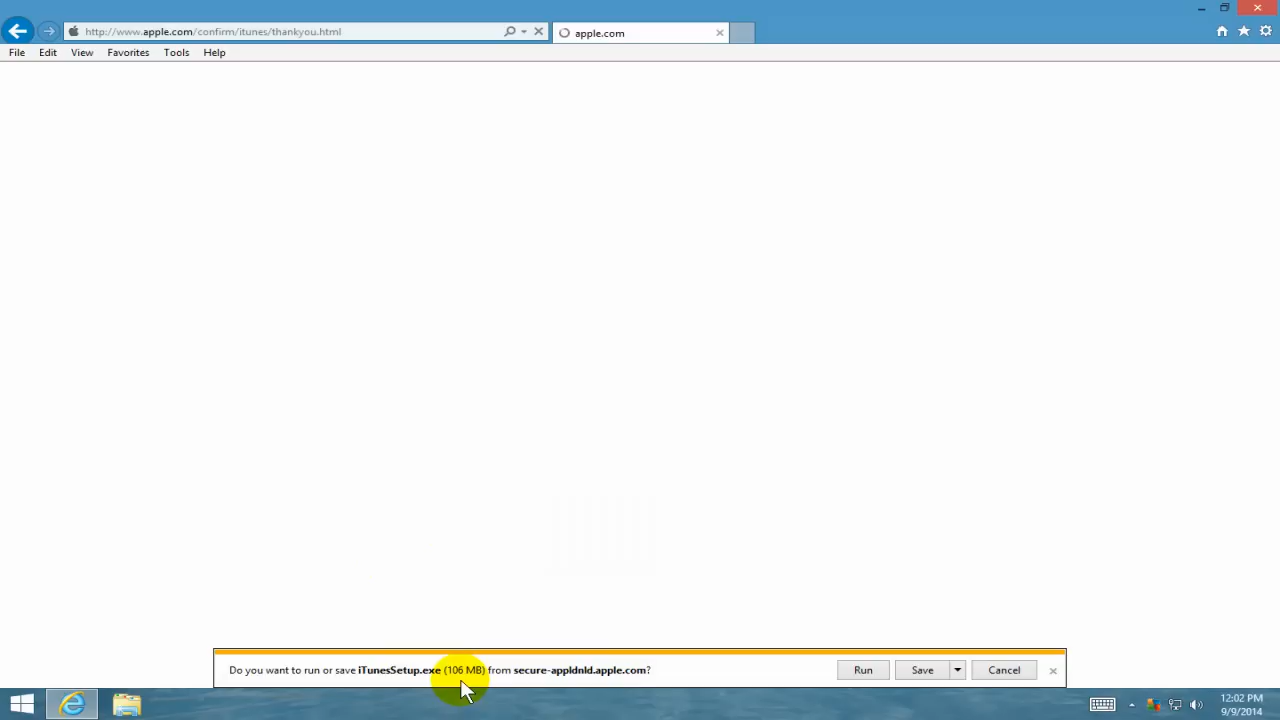 http://www.apple.com/confirm/itunes/thankyou.html
apple.com
File Edit View Favorites Tools Help
Do you want to run or save iTunesSetup.exe (106 MB) from secure-appldnld.apple.com?
Run Save Cancel
12:02 PM
9/9/2014